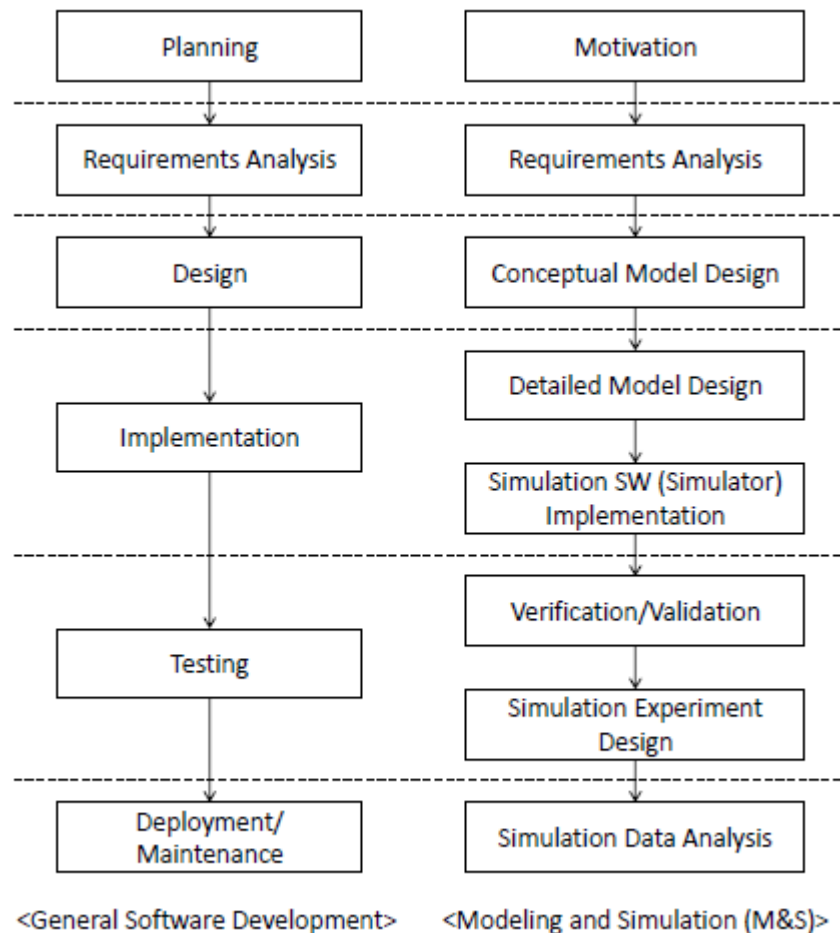 Planning
Motivation
Requirements Analysis
Requirements Analysis
Design
Conceptual Model Design
Detailed Model Design
Implementation
Simulation SW (Simulator)
Implementation
Verification/Validation
Testing
Simulation Experiment
Design
Deployment/
Maintenance
Simulation Data Analysis
<General Software Development>
<Modeling and Simulation (M&S)>